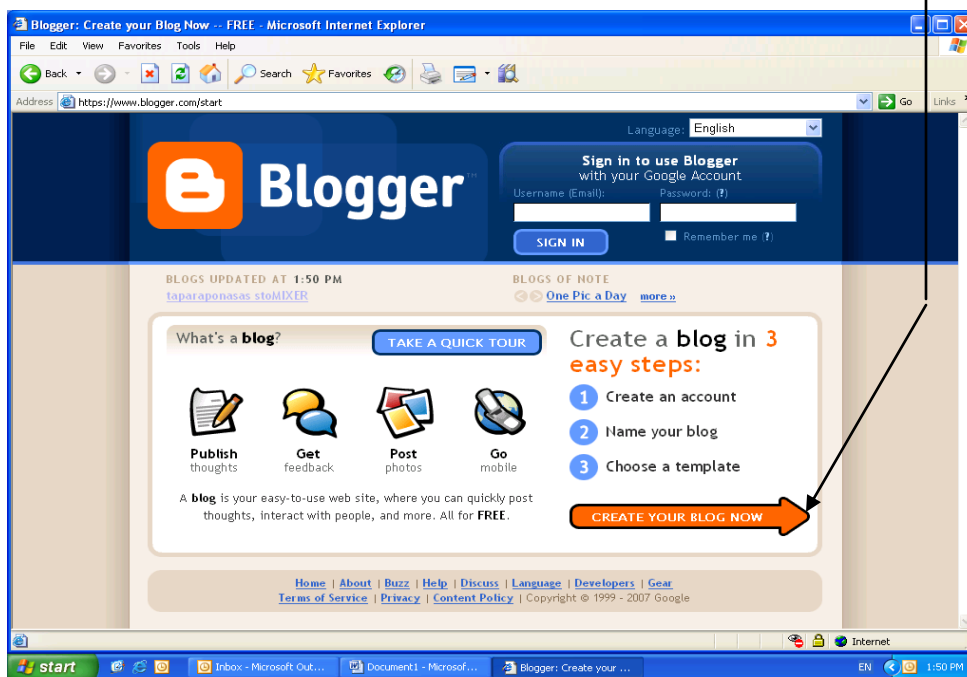 Blogger: Create your Blog Now -- FREE - Microsoft Internet Explorer
File Edit View Favorites Tools Help
Back Search Favorites
Address https://www.blogger.com/start Go Links
Language: English
Blogger™
Sign in to use Blogger
with your Google Account
Username (Email): Password: (?)
SIGN IN Remember me (?)
BLOGS UPDATED AT 1:50 PM
taparaponasas stoMIXER
BLOGS OF NOTE
One Pic a Day more »
What's a blog?
TAKE A QUICK TOUR
Publish
thoughts
Get
feedback
Post
photos
Go
mobile
A blog is your easy-to-use web site, where you can quickly post
thoughts, interact with people, and more. All for FREE.
Create a blog in 3
easy steps:
1 Create an account
2 Name your blog
3 Choose a template
CREATE YOUR BLOG NOW
Home | About | Buzz | Help | Discuss | Language | Developers | Gear
Terms of Service | Privacy | Content Policy | Copyright © 1999 - 2007 Google
Internet
start Inbox - Microsoft Out... Document1 - Microsof... Blogger: Create your ... EN 1:50 PM